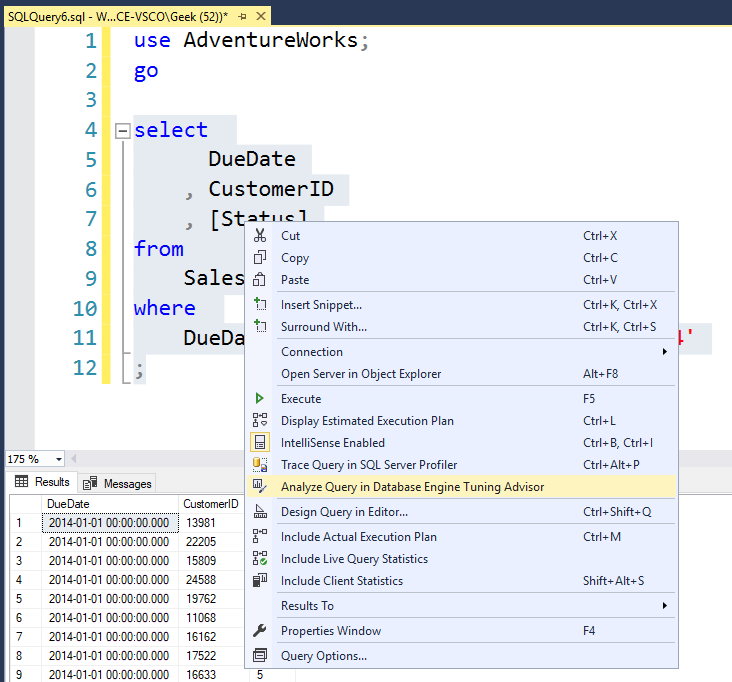 SQLQuery6.sql - W...CE-VSCO\Geek (52))*
1 use AdventureWorks;
2 go
3
4 select
5 DueDate
6 , CustomerID
7 , [Status]
8 from
9 Sales
10 where
11 DueDa 4'
12 ;
Cut Ctrl+X
Copy Ctrl+C
Paste Ctrl+V
Insert Snippet... Ctrl+K, Ctrl+X
Surround With... Ctrl+K, Ctrl+S
Connection
Open Server in Object Explorer Alt+F8
Execute F5
Display Estimated Execution Plan Ctrl+L
IntelliSense Enabled Ctrl+B, Ctrl+I
Trace Query in SQL Server Profiler Ctrl+Alt+P
Analyze Query in Database Engine Tuning Advisor
Design Query in Editor... Ctrl+Shift+Q
Include Actual Execution Plan Ctrl+M
Include Live Query Statistics
Include Client Statistics Shift+Alt+S
Results To
Properties Window F4
Query Options...
175 %
Results Messages
DueDate CustomerID
1 2014-01-01 00:00:00.000 13981
2 2014-01-01 00:00:00.000 22205
3 2014-01-01 00:00:00.000 15809
4 2014-01-01 00:00:00.000 24588
5 2014-01-01 00:00:00.000 19762
6 2014-01-01 00:00:00.000 11068
7 2014-01-01 00:00:00.000 16162
8 2014-01-01 00:00:00.000 17522
9 2014-01-01 00:00:00.000 16633 5